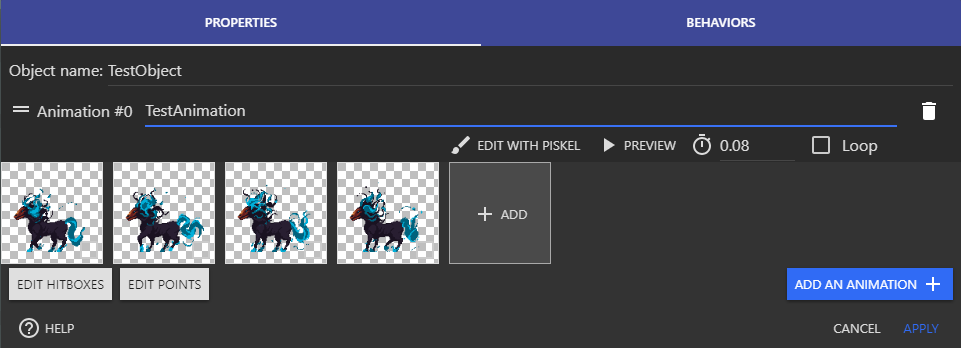 PROPERTIES BEHAVIORS
Object name: TestObject
Animation #0 TestAnimation
EDIT WITH PISKEL PREVIEW 0.08 Loop
ADD
EDIT HITBOXES EDIT POINTS ADD AN ANIMATION
HELP CANCEL APPLY